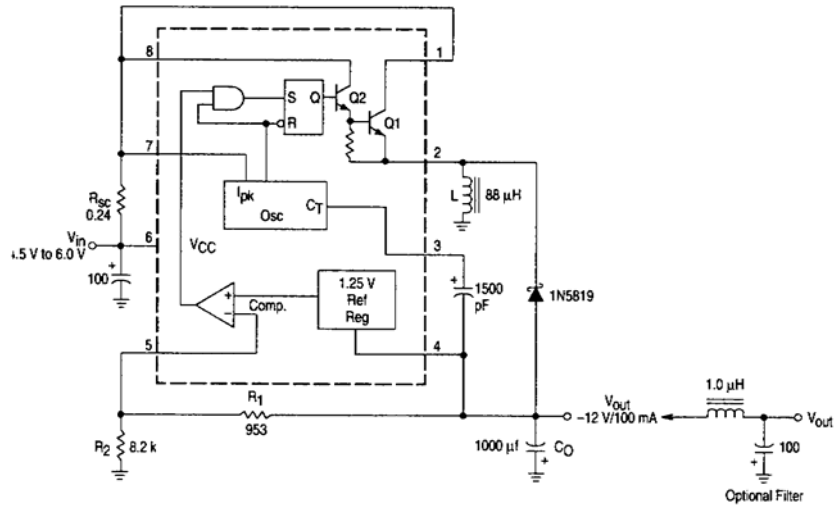 8
1
S Q Q2
R
Q1
7
2
Ipk
CT
Osc
L 88 μH
Rsc
0.24
3
Vin
.5 V to 6.0 V
6
VCC
100
+
+
1500
pF
1N5819
1.25 V
Ref
Reg
+
Comp.
−
5
4
R1
953
Vout
−12 V/100 mA
1.0 μH
Vout
R2 8.2 k
1000 μf
CO
+
100
+
Optional Filter